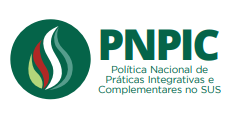 PNPIC
Política Nacional de
Práticas Integrativas e
Complementares no SUS